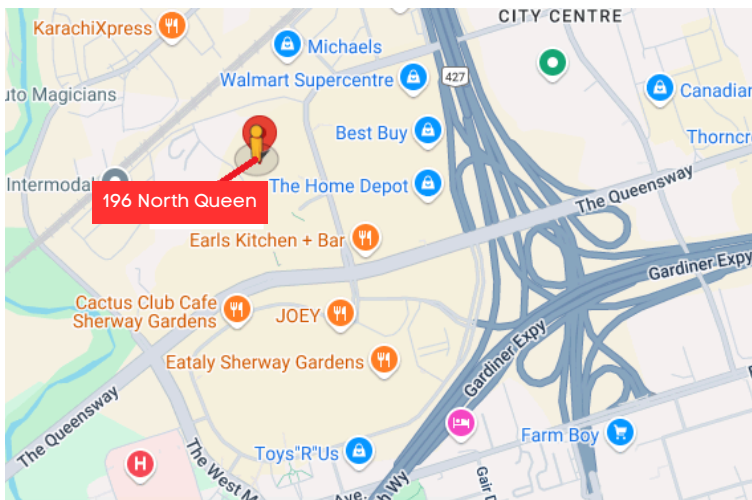 CITY CENTRE
KarachiXpress
Michaels
Walmart Supercentre
427
Canadian
uto Magicians
Best Buy
Thorncr
Intermodal
The Home Depot
196 North Queen
The Queensway
Earls Kitchen + Bar
Gardiner Expy
Cactus Club Cafe
Sherway Gardens
JOEY
Gardiner Expy
Eataly Sherway Gardens
The Queensway
Toys"R"Us
Farm Boy
H
The West M
Ave.
h Wy
Gair D